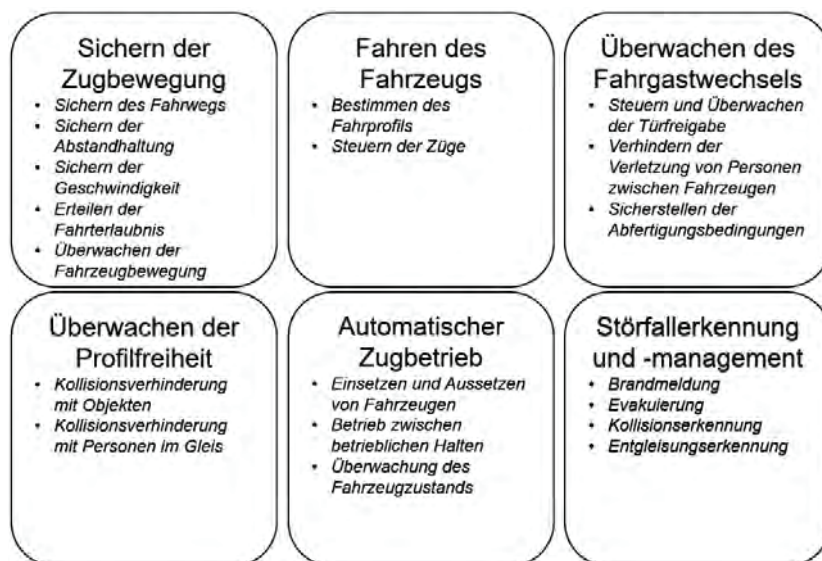 Sichern der
Zugbewegung
• Sichern des Fahrwegs
• Sichern der
Abstandhaltung
• Sichern der
Geschwindigkeit
• Erteilen der
Fahrterlaubnis
• Überwachen der
Fahrzeugbewegung
Fahren des
Fahrzeugs
• Bestimmen des
Fahrprofils
• Steuern der Züge
Überwachen des
Fahrgastwechsels
• Steuern und Überwachen
der Türfreigabe
• Verhindern der
Verletzung von Personen
zwischen Fahrzeugen
• Sicherstellen der
Abfertigungsbedingungen
Überwachen der
Profilfreiheit
• Kollisionsverhinderung
mit Objekten
• Kollisionsverhinderung
mit Personen im Gleis
Automatischer
Zugbetrieb
• Einsetzen und Aussetzen
von Fahrzeugen
• Betrieb zwischen
betrieblichen Halten
• Überwachung des
Fahrzeugzustands
Störfallerkennung
und -management
• Brandmeldung
• Evakuierung
• Kollisionserkennung
• Entgleisungserkennung